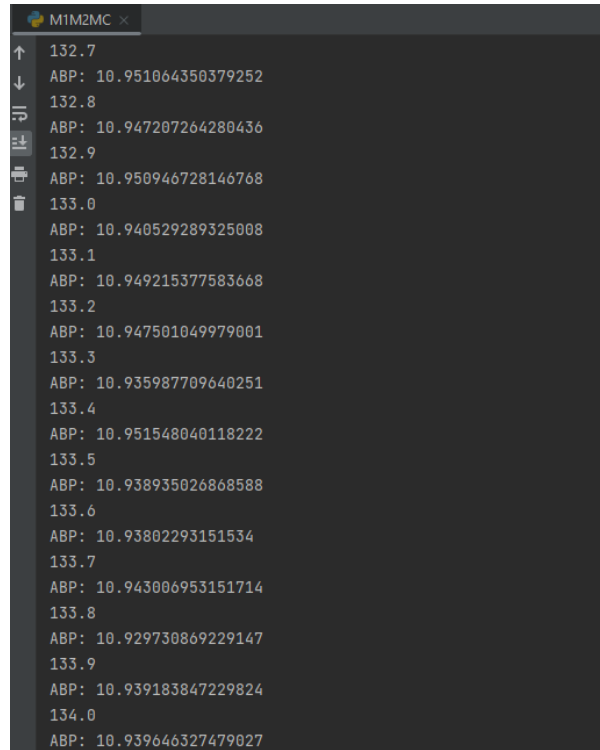 M1M2MC
132.7
ABP: 10.951064350379252
132.8
ABP: 10.947207264280436
132.9
ABP: 10.950946728146768
133.0
ABP: 10.940529289325008
133.1
ABP: 10.949215377583668
133.2
ABP: 10.947501049979001
133.3
ABP: 10.935987709640251
133.4
ABP: 10.951548040118222
133.5
ABP: 10.938935026868588
133.6
ABP: 10.93802293151534
133.7
ABP: 10.943006953151714
133.8
ABP: 10.929730869229147
133.9
ABP: 10.939183847229824
134.0
ABP: 10.939646327479027